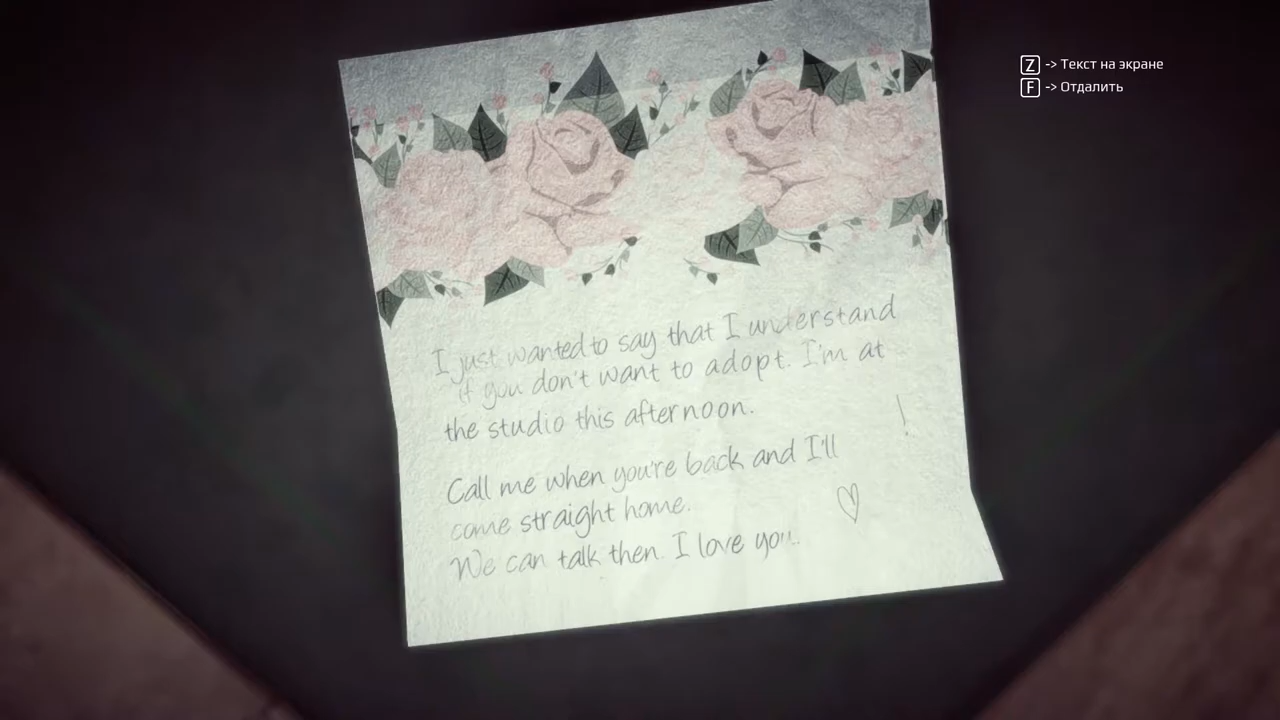 Z -> Текст на экране
F -> Отдалить
I just wanted to say that I understand
if you don't want to adopt. I'm at
the studio this afternoon.
Call me when you're back and I'll
come straight home.
We can talk then. I love you..